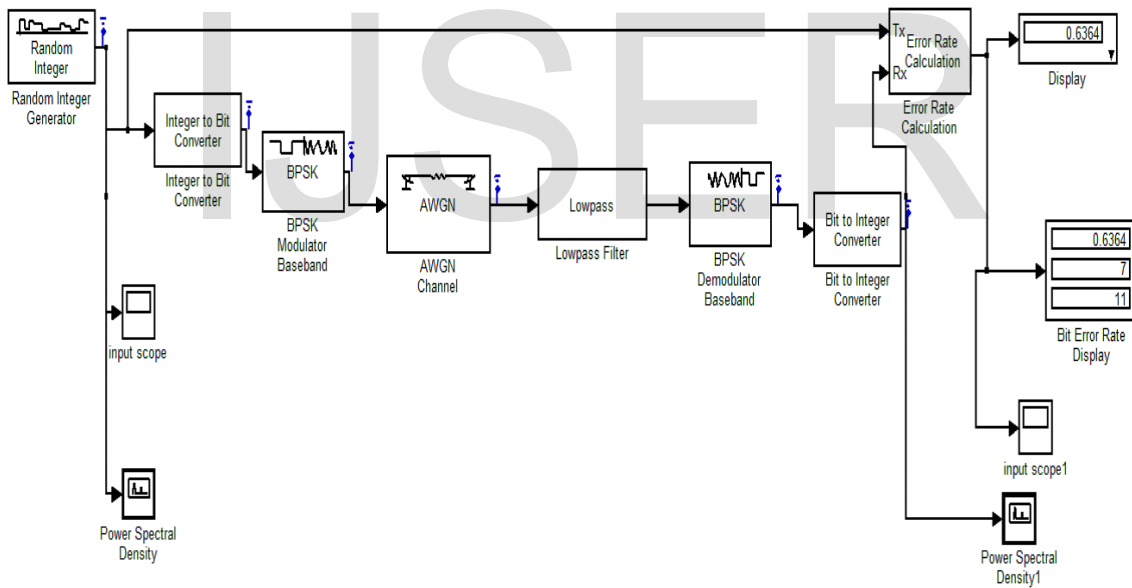 IJSER
Random
Integer
Random Integer
Generator
Integer to Bit
Converter
Integer to Bit
Converter
BPSK
BPSK
Modulator
Baseband
AWGN
AWGN
Channel
Lowpass
Lowpass Filter
BPSK
BPSK
Demodulator
Baseband
Bit to Integer
Converter
Bit to Integer
Converter
Tx
Rx
Error Rate
Calculation
Error Rate
Calculation
0.6364
Display
0.6364
7
11
Bit Error Rate
Display
input scope
input scope1
Power Spectral
Density
Power Spectral
Density1